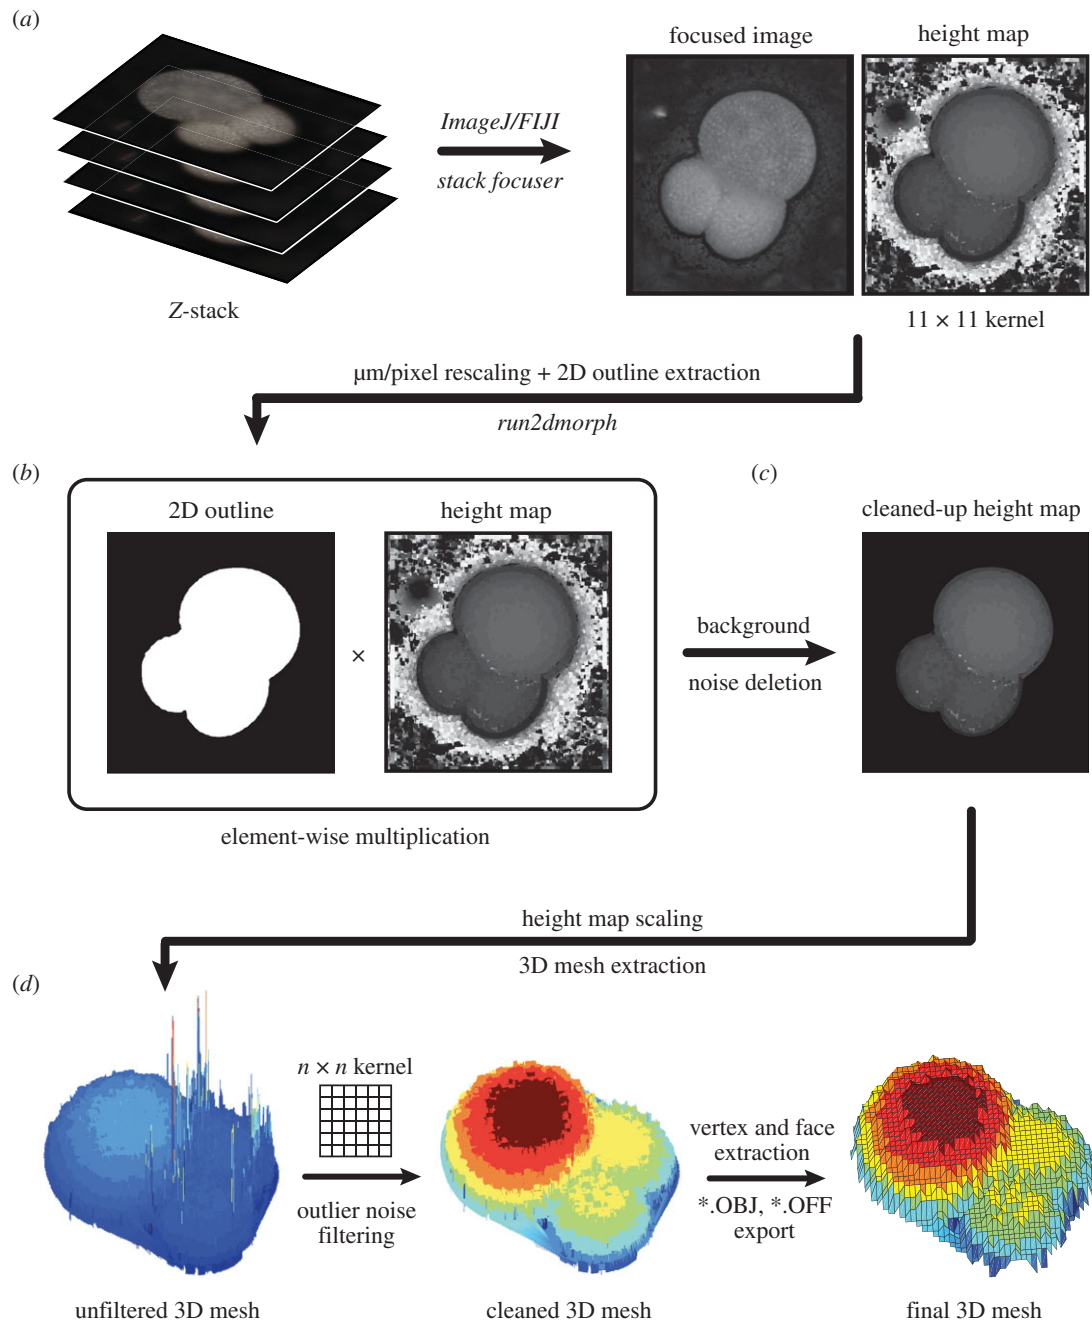 (a)
focused image
height map
ImageJ/FIJI
stack focuser
Z-stack
11 × 11 kernel
µm/pixel rescaling + 2D outline extraction
run2dmorph
(b)
(c)
2D outline
height map
cleaned-up height map
×
background
noise deletion
element-wise multiplication
height map scaling
3D mesh extraction
(d)
n × n kernel
outlier noise
filtering
vertex and face
extraction
*.OBJ, *.OFF
export
unfiltered 3D mesh
cleaned 3D mesh
final 3D mesh